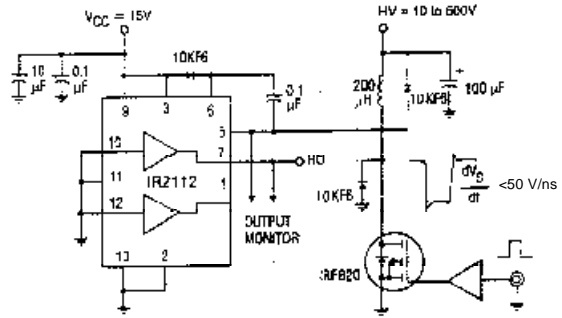 VCC = 15V
HV = 10 to 600V
10KF6
10 µF
0.1 µF
9
3
6
0.1 µF
200 µH
10KF6
100 µF
10
5
7
HO
11
IR2112
1
12
OUTPUT MONITOR
10KF6
dVS
dt
<50 V/ns
13
2
IRF820